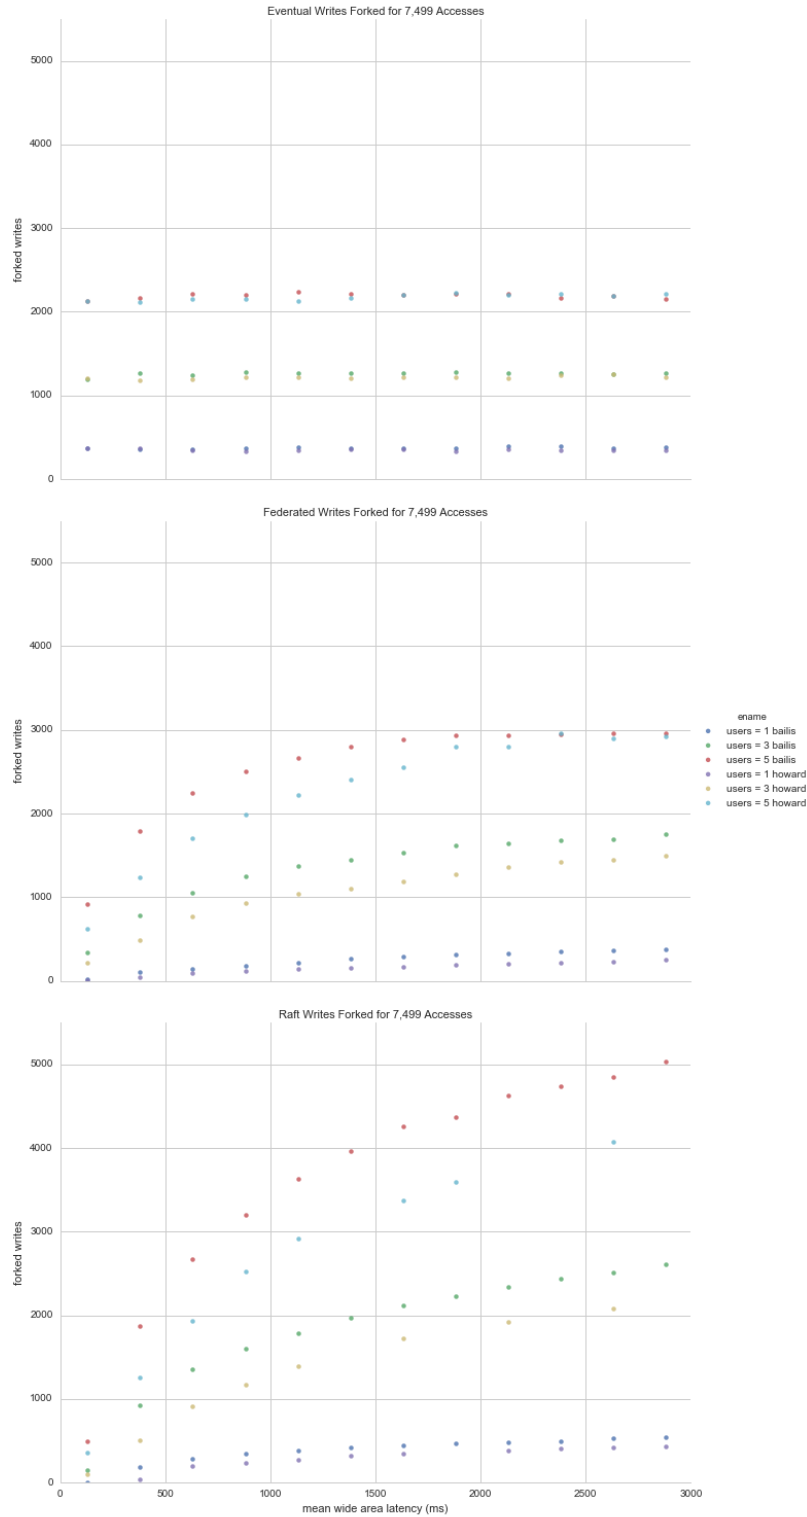 Eventual Writes Forked for 7,499 Accesses
5000
4000
3000
2000
1000
0
forked writes
Federated Writes Forked for 7,499 Accesses
5000
4000
3000
2000
1000
0
forked writes
ename
users = 1 bailis
users = 3 bailis
users = 5 bailis
users = 1 howard
users = 3 howard
users = 5 howard
Raft Writes Forked for 7,499 Accesses
5000
4000
3000
2000
1000
0
forked writes
0 500 1000 1500 2000 2500 3000
mean wide area latency (ms)